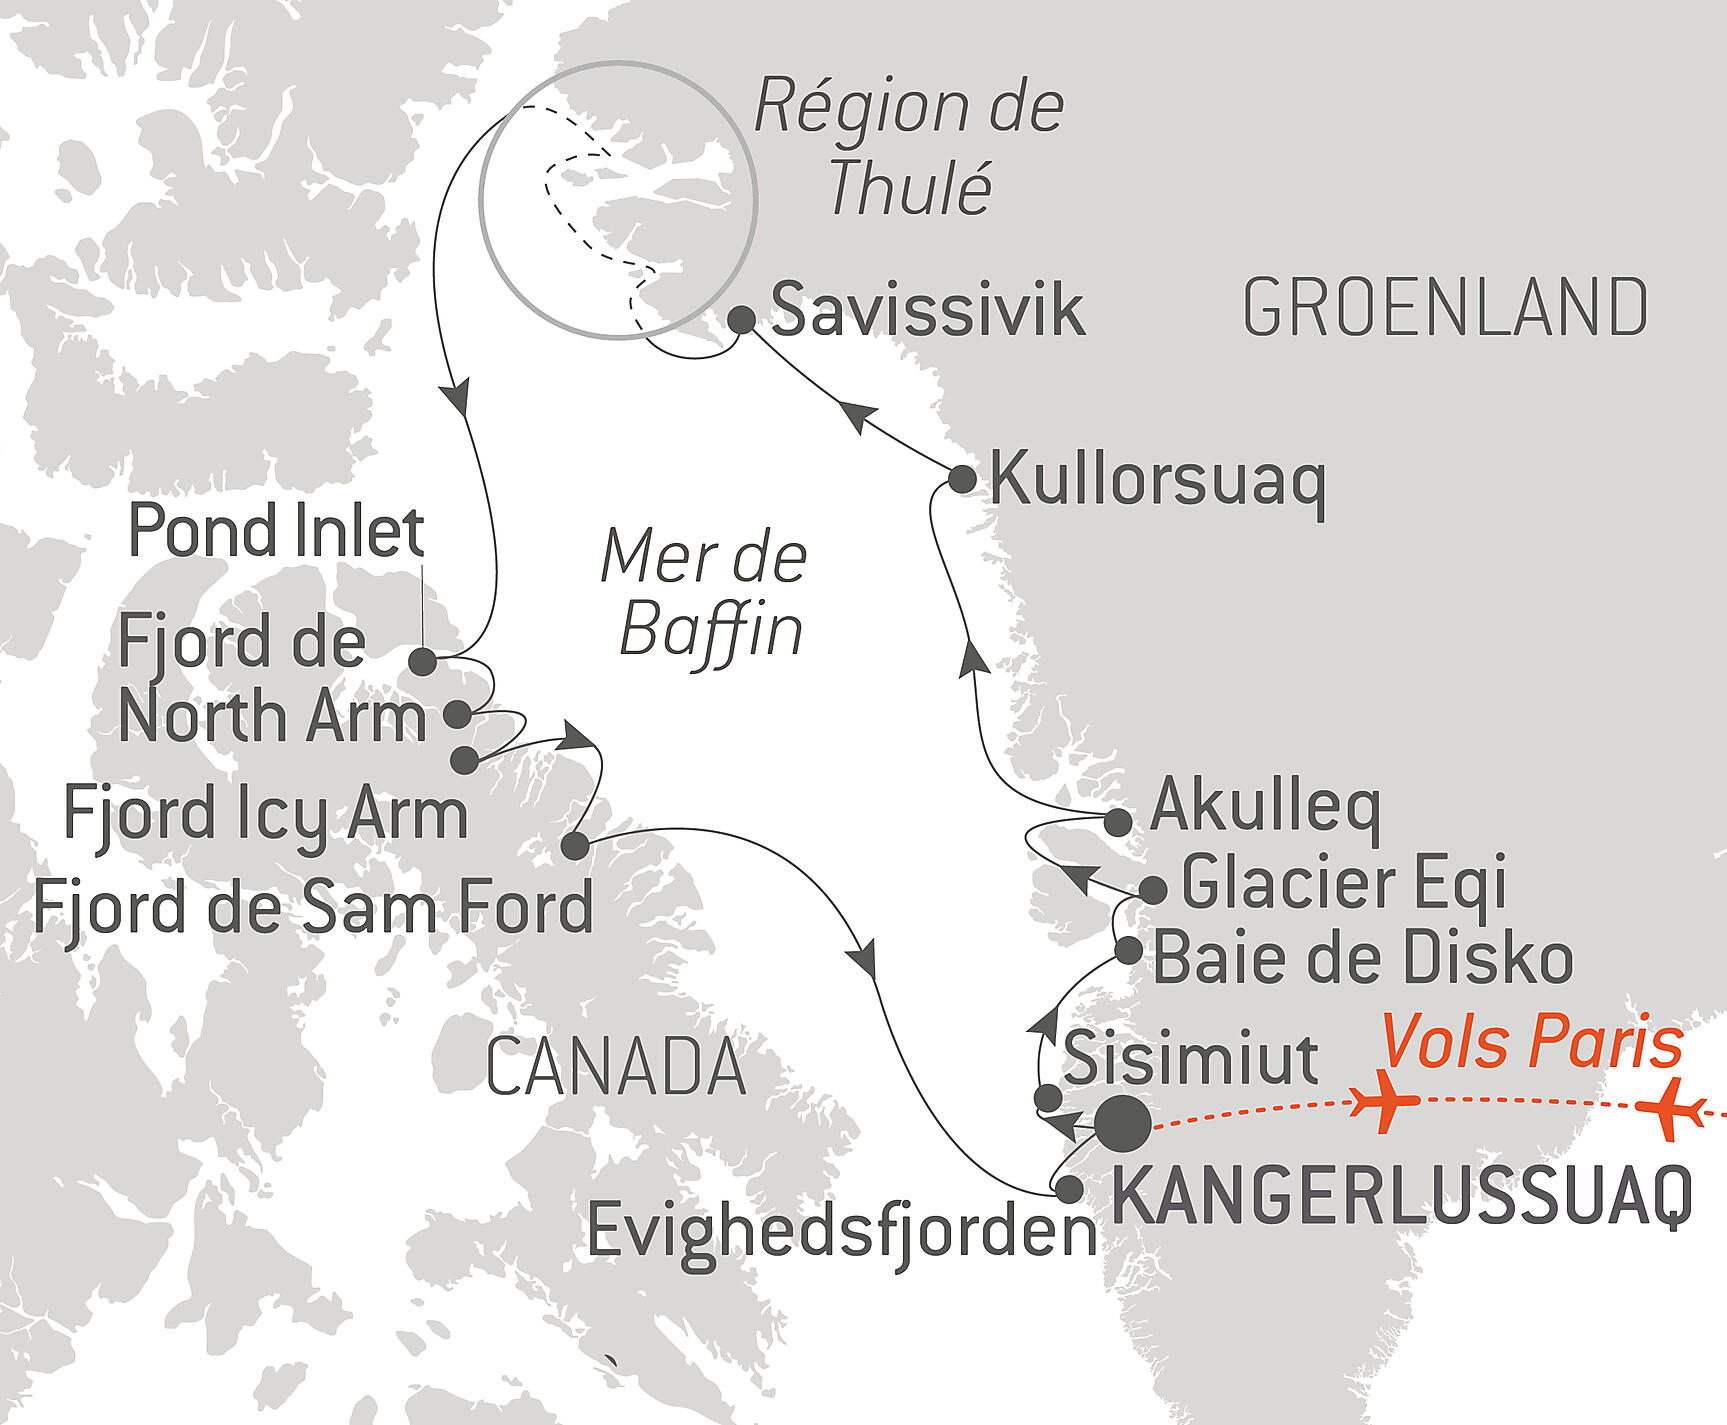 Région de
Thulé
Savissivik
GROENLAND
Kullorsuaq
Pond Inlet
Mer de
Baffin
Fjord de
North Arm
Fjord Icy Arm
Akulleq
Glacier Eqi
Fjord de Sam Ford
Baie de Disko
Vols Paris
Sisimiut
CANADA
KANGERLUSSUAQ
Evighedsfjorden